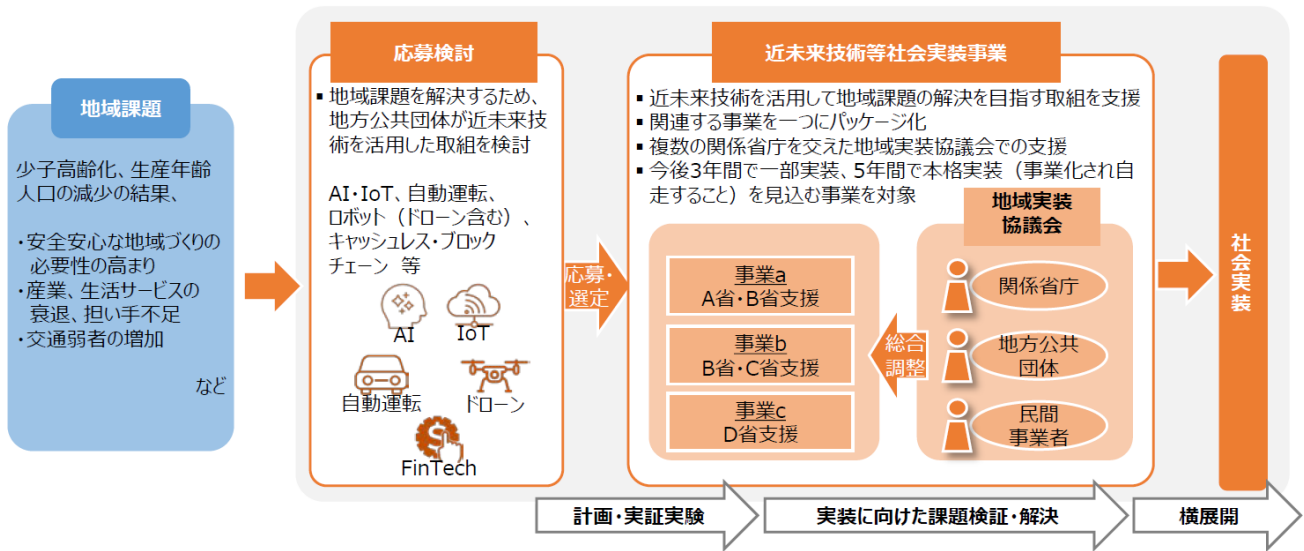 地域課題
少子高齢化、生産年齢
人口の減少の結果、
・安全安心な地域づくりの
必要性の高まり
・産業、生活サービスの
衰退、担い手不足
・交通弱者の増加
など
応募検討
▪ 地域課題を解決するため、
地方公共団体が近未来技
術を活用した取組を検討
AI・IoT、自動運転、
ロボット（ドローン含む）、
キャッシュレス・ブロック
チェーン 等
AI
IoT
自動運転
ドローン
FinTech
応募・
選定
近未来技術等社会実装事業
▪ 近未来技術を活用して地域課題の解決を目指す取組を支援
▪ 関連する事業を一つにパッケージ化
▪ 複数の関係省庁を交えた地域実装協議会での支援
▪ 今後3年間で一部実装、5年間で本格実装（事業化され自
走すること）を見込む事業を対象
事業a
A省・B省支援
事業b
B省・C省支援
事業c
D省支援
総合
調整
地域実装
協議会
関係省庁
地方公共
団体
民間
事業者
社会実装
計画・実証実験
実装に向けた課題検証・解決
横展開